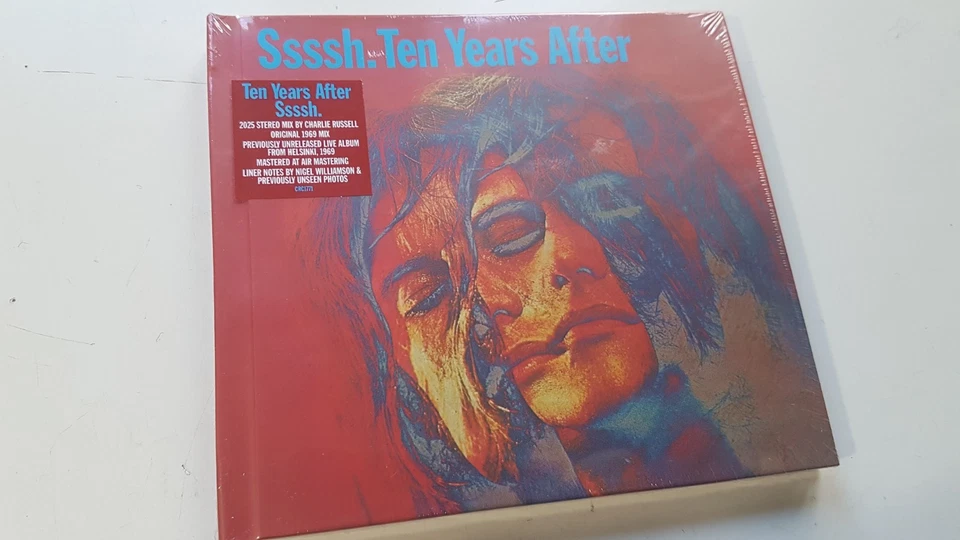 Ssssh. Ten Years After
Ten Years After
Ssssh.
2025 STEREO MIX BY CHARLIE RUSSELL
ORIGINAL 1969 MIX
PREVIOUSLY UNRELEASED LIVE ALBUM
FROM HELSINKI, 1969
MASTERED AT AIR MASTERING
LINER NOTES BY NIGEL WILLIAMSON &
PREVIOUSLY UNSEEN PHOTOS